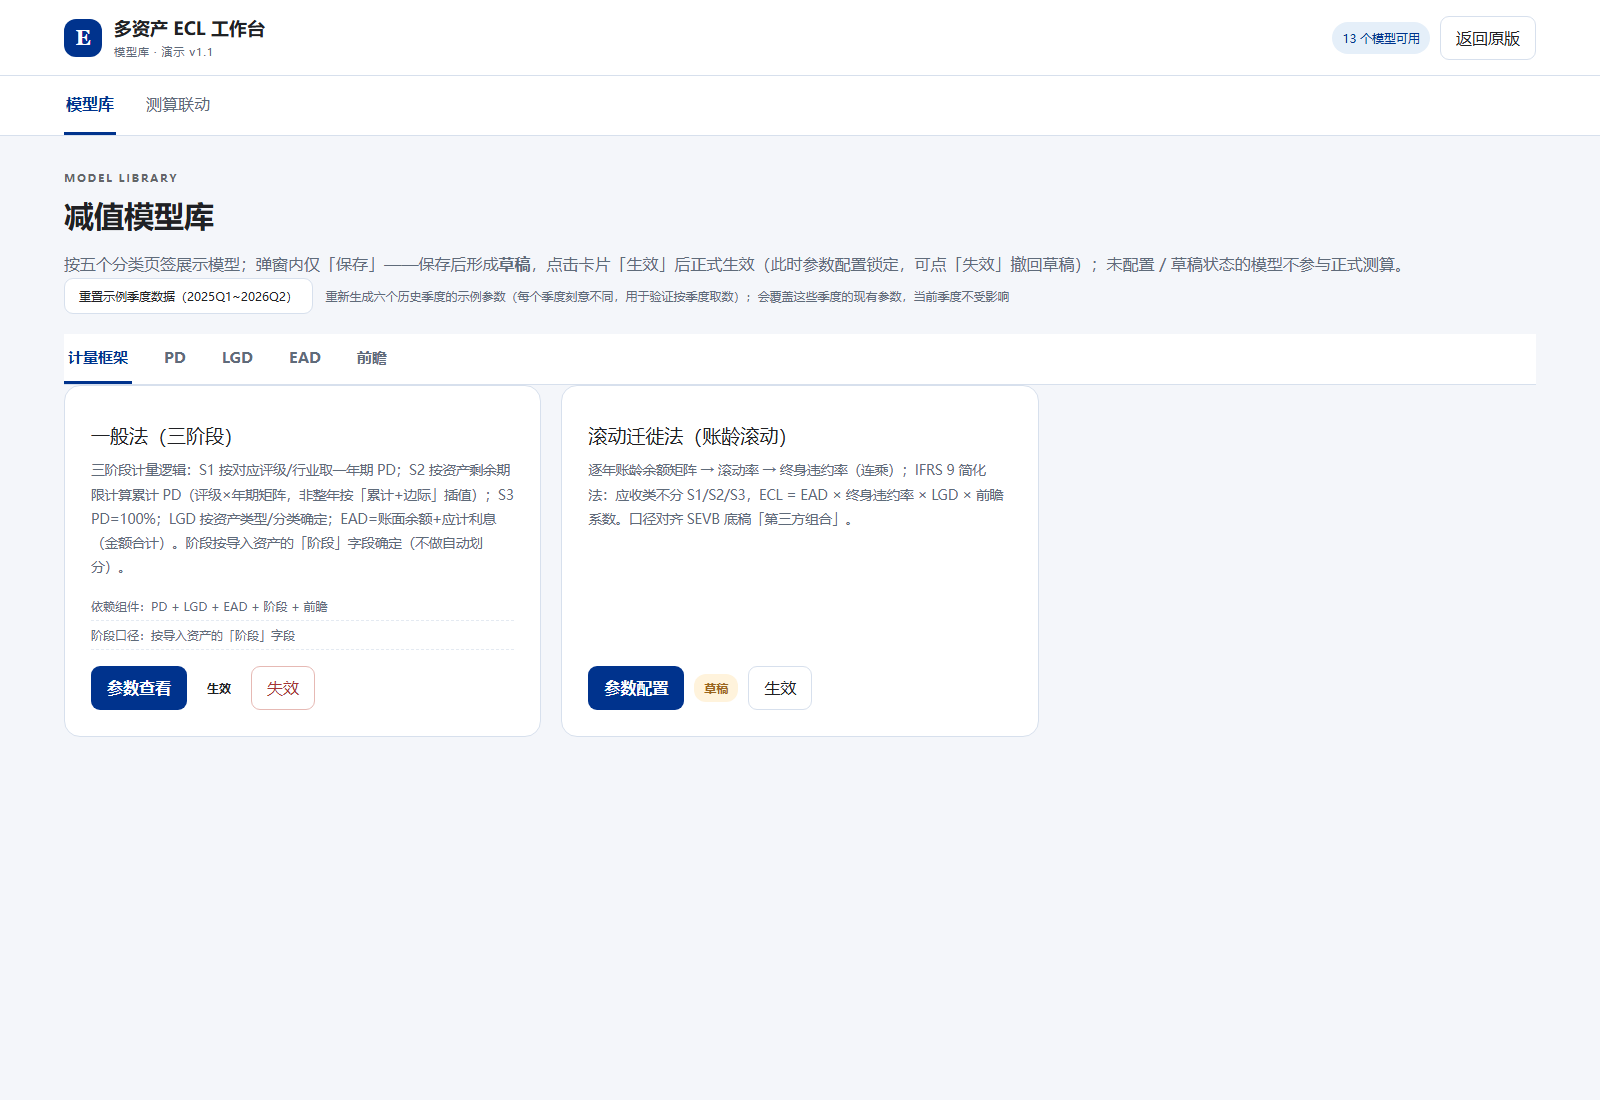 E
多资产 ECL 工作台
模型库 · 演示 v1.1
13 个模型可用
返回原版
模型库
测算联动
MODEL LIBRARY
减值模型库
按五个分类页签展示模型；弹窗内仅「保存」——保存后形成草稿，点击卡片「生效」后正式生效（此时参数配置锁定，可点「失效」撤回草稿）；未配置 / 草稿状态的模型不参与正式测算。
重置示例季度数据（2025Q1~2026Q2）
重新生成六个历史季度的示例参数（每个季度刻意不同，用于验证按季度取数）；会覆盖这些季度的现有参数，当前季度不受影响
计量框架
PD
LGD
EAD
前瞻
一般法（三阶段）
三阶段计量逻辑：S1 按对应评级/行业取一年期 PD；S2 按资产剩余期
限计算累计 PD（评级×年期矩阵，非整年按「累计+边际」插值）；S3
PD=100%；LGD 按资产类型/分类确定；EAD=账面余额+应计利息
（金额合计）。阶段按导入资产的「阶段」字段确定（不做自动划
分）。
依赖组件：PD + LGD + EAD + 阶段 + 前瞻
阶段口径：按导入资产的「阶段」字段
参数查看
生效
失效
滚动迁徙法（账龄滚动）
逐年账龄余额矩阵 → 滚动率 → 终身违约率（连乘）；IFRS 9 简化
法：应收类不分 S1/S2/S3，ECL = EAD × 终身违约率 × LGD × 前瞻
系数。口径对齐 SEVB 底稿「第三方组合」。
参数配置
草稿
生效